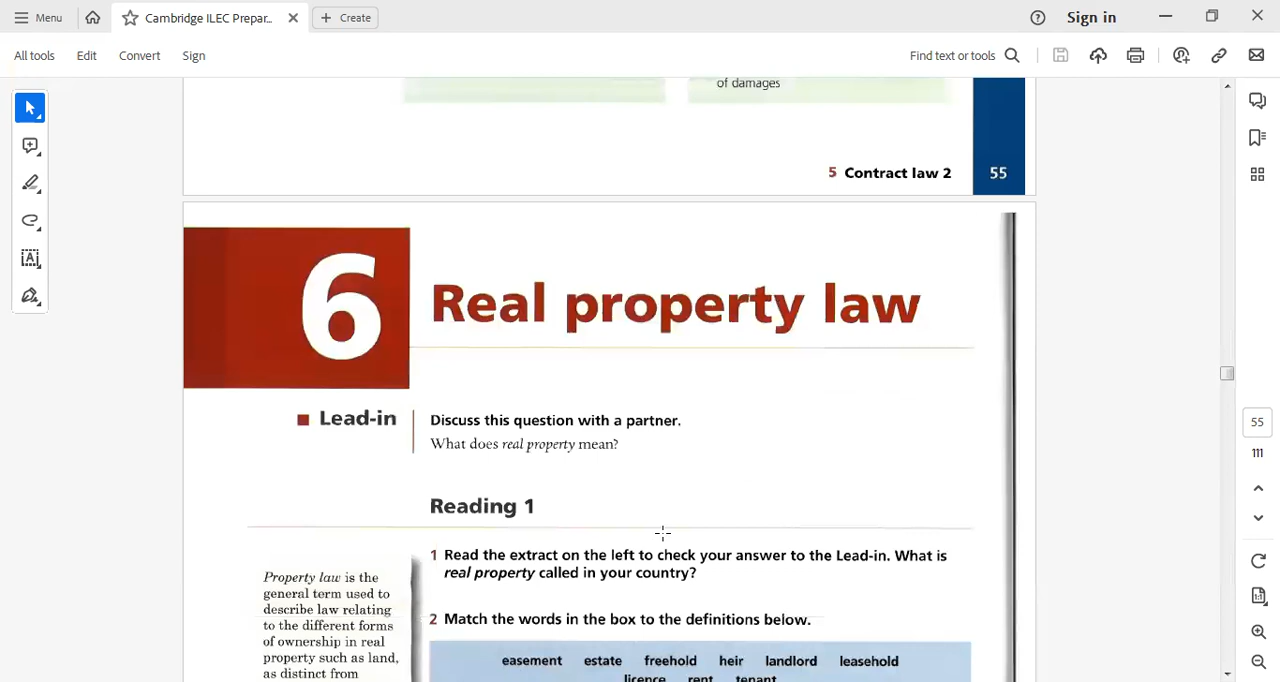 Menu
Cambridge ILEC Prepar...
Create
Sign in
All tools
Edit
Convert
Sign
Find text or tools
of damages
5 Contract law 2
55
6
Real property law
Lead-in
Discuss this question with a partner.
What does real property mean?
Reading 1
1 Read the extract on the left to check your answer to the Lead-in. What is
real property called in your country?
Property law is the
general term used to
describe law relating
to the different forms
of ownership in real
property such as land,
as distinct from
2 Match the words in the box to the definitions below.
easement estate freehold heir landlord leasehold
licence rent tenant
55
111